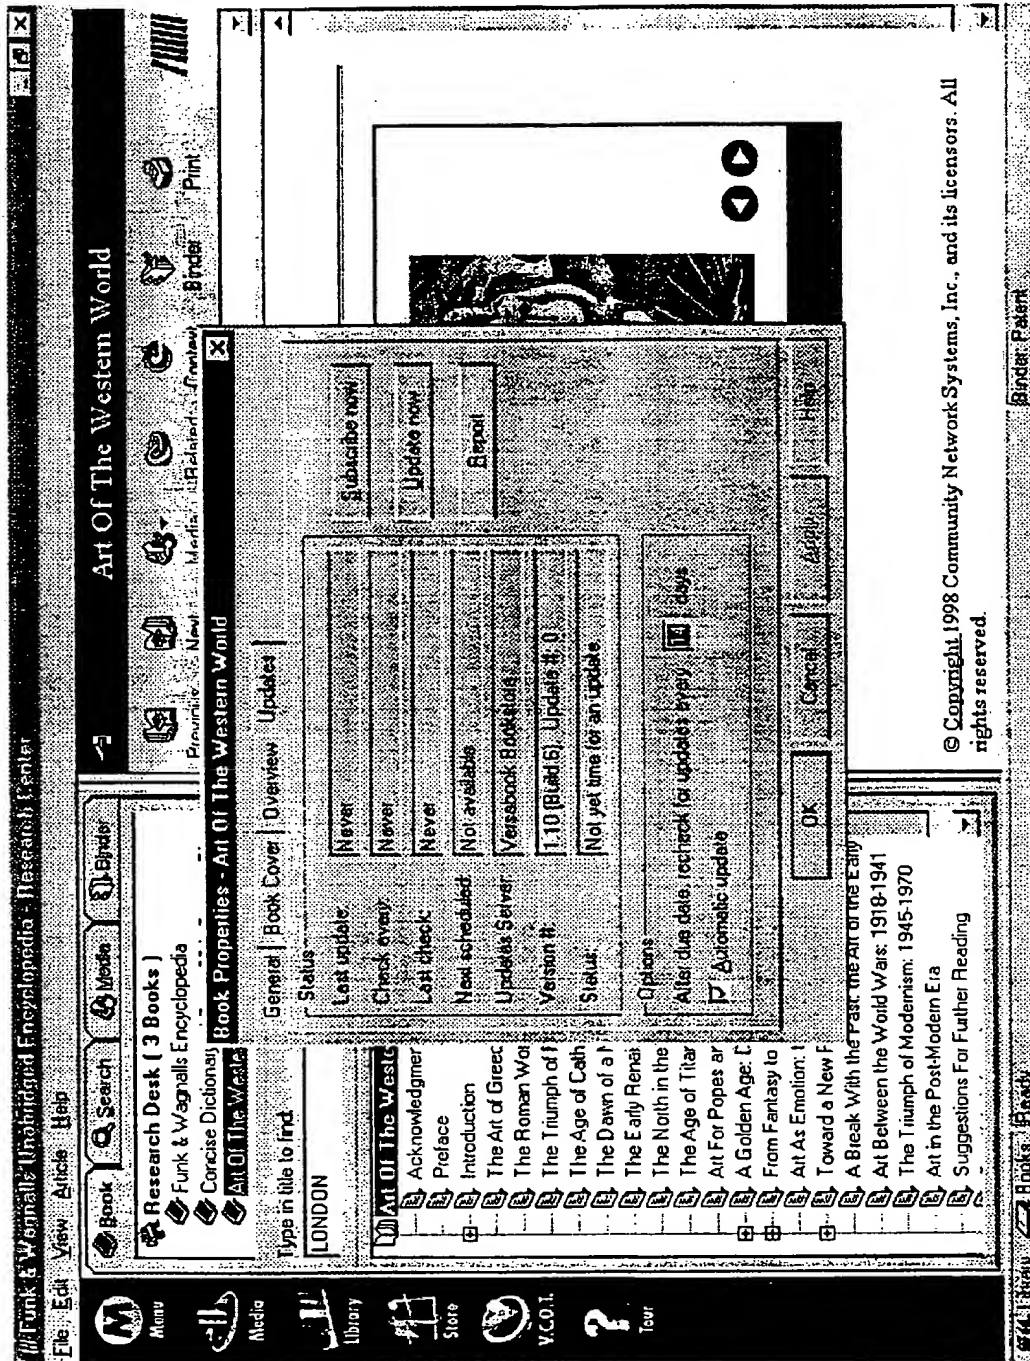 Funk & Wagnalls Unabridged Encyclopedia - Research Center
File Edit View Article Help
Menu
Media
Library
Store
V.C.O.T.
Tour
Book Search Media Binder
Research Desk ( 3 Books )
Funk & Wagnalls Encyclopedia
Concise Dictionary
Art Of The Weste
Type in title to find:
LONDON
Art Of The Weste
Acknowledgmer
Preface
Introduction
The Art of Greec
The Roman Wor
The Triumph of
The Age of Cath
The Dawn of a
The Early Renai
The North in the
The Age of Titar
Art For Popes ar
A Golden Age:
From Fantasy to
Art As Emotion:
Toward a New
A Break With the Past: the Art of the Early
Art Between the World Wars: 1918-1941
The Triumph of Modernism: 1945-1970
Art in the Post-Modern Era
Suggestions For Further Reading
Art Of The Western World
Previous Next Media Related Context Binder Print
Book Properties - Art Of The Western World
General Book Cover Overview Updates
Status
Last update: Never
Check every: Never
Last check: Never
Next scheduled: Not available
Updates Server: Versabook Bookstore
Version #: 1.10 (Build 6), Update #: 0
Status: Not yet time for an update.
Subscribe now
Update now
Report
Options
After due date, recheck for updates every 14 days
Automatic update
OK Cancel Apply Help
© Copyright 1998 Community Network Systems, Inc., and its licensors. All
rights reserved.
Library Books Ready
Binder: Patent